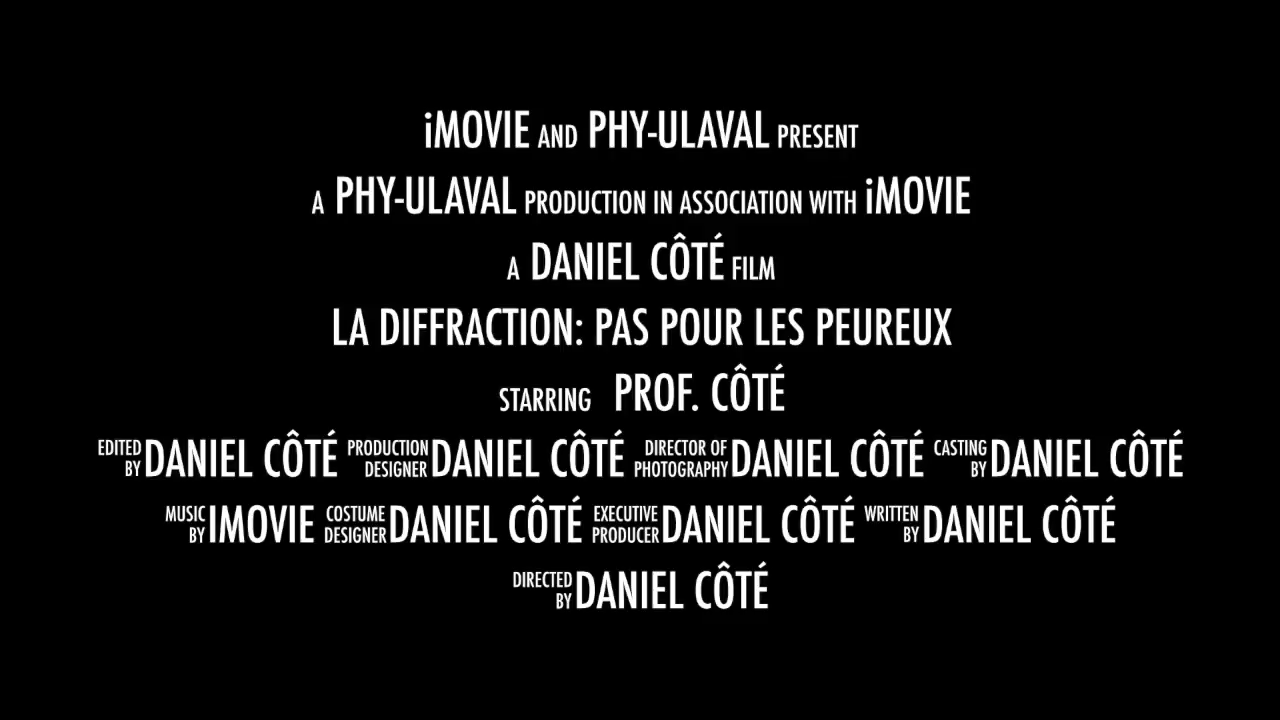 iMOVIE AND PHY-ULAVAL PRESENT
A PHY-ULAVAL PRODUCTION IN ASSOCIATION WITH iMOVIE
A DANIEL CÔTÉ FILM
LA DIFFRACTION: PAS POUR LES PEUREUX
STARRING PROF. CÔTÉ
EDITED BY DANIEL CÔTÉ PRODUCTION DESIGNER DANIEL CÔTÉ DIRECTOR OF PHOTOGRAPHY DANIEL CÔTÉ CASTING BY DANIEL CÔTÉ
MUSIC BY IMOVIE COSTUME DESIGNER DANIEL CÔTÉ EXECUTIVE PRODUCER DANIEL CÔTÉ WRITTEN BY DANIEL CÔTÉ
DIRECTED BY DANIEL CÔTÉ